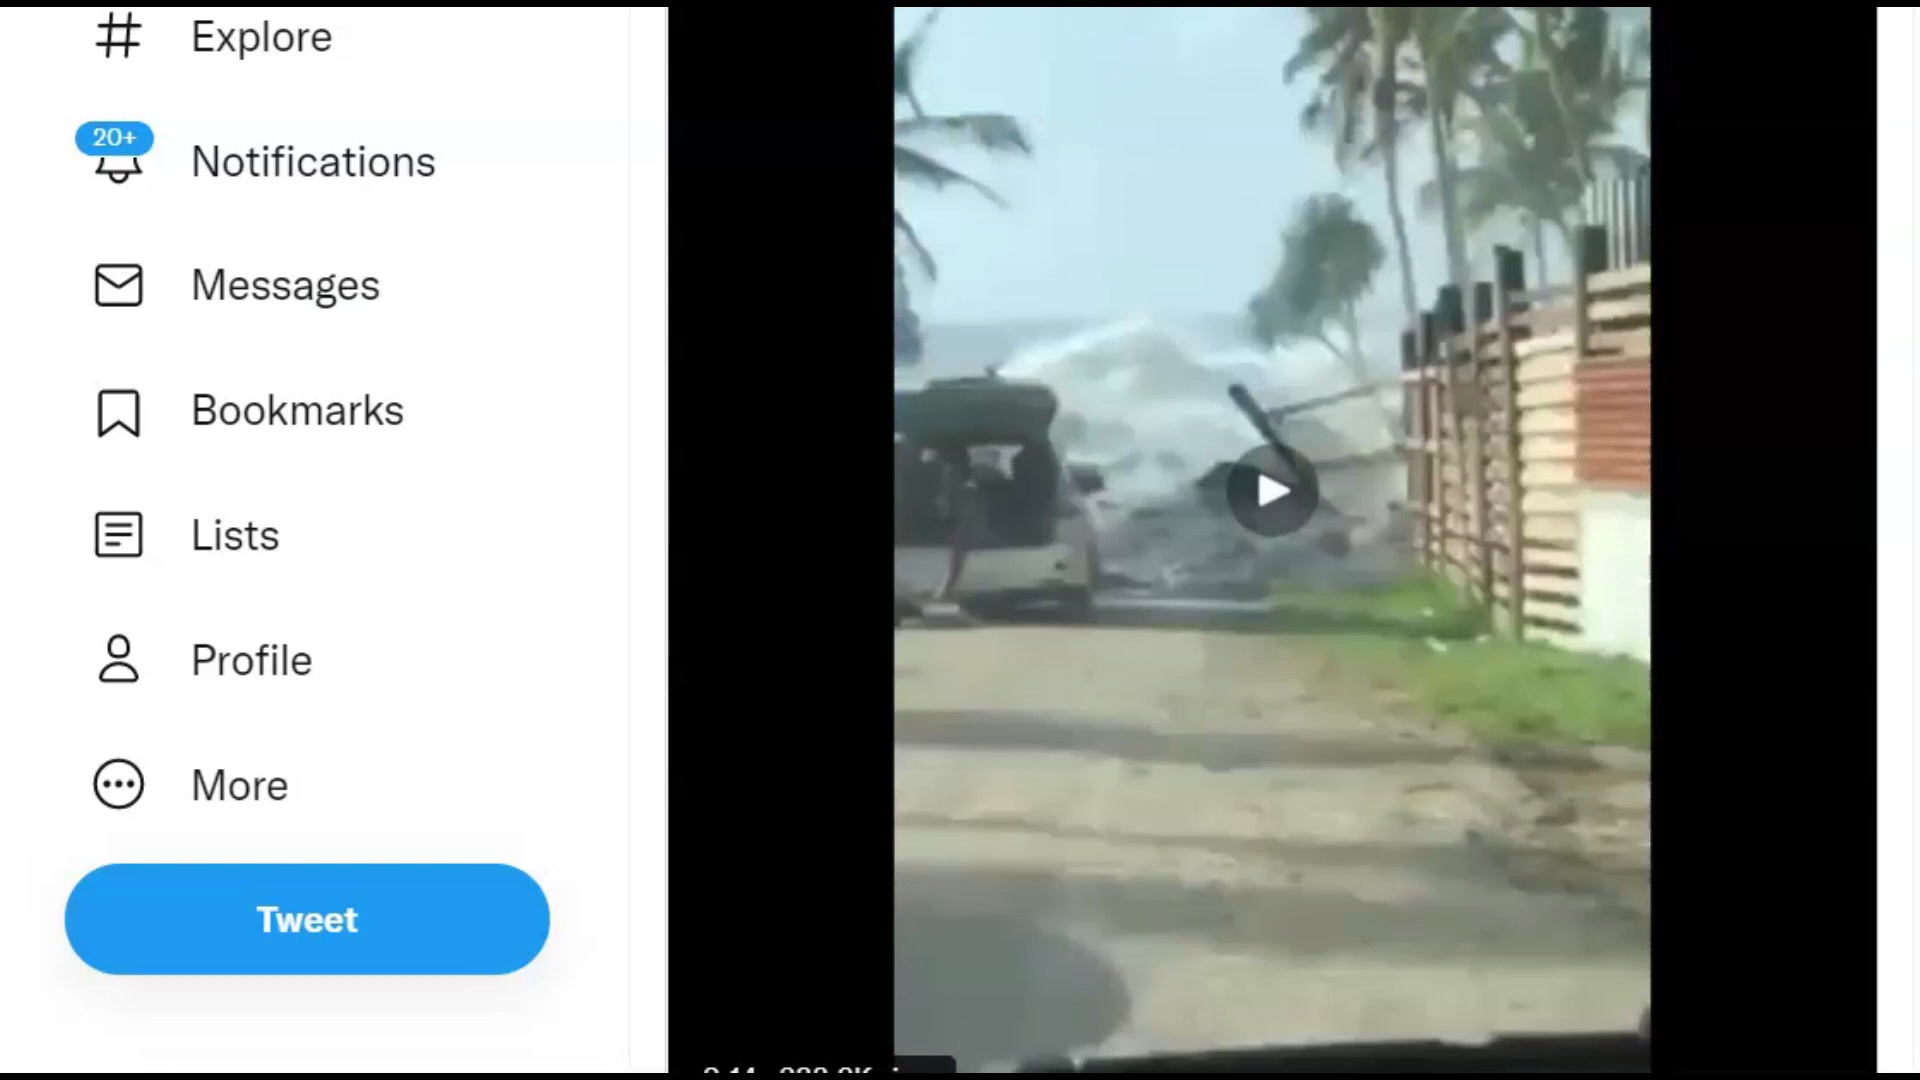 Explore
20+
Notifications
Messages
Bookmarks
Lists
Profile
More
Tweet